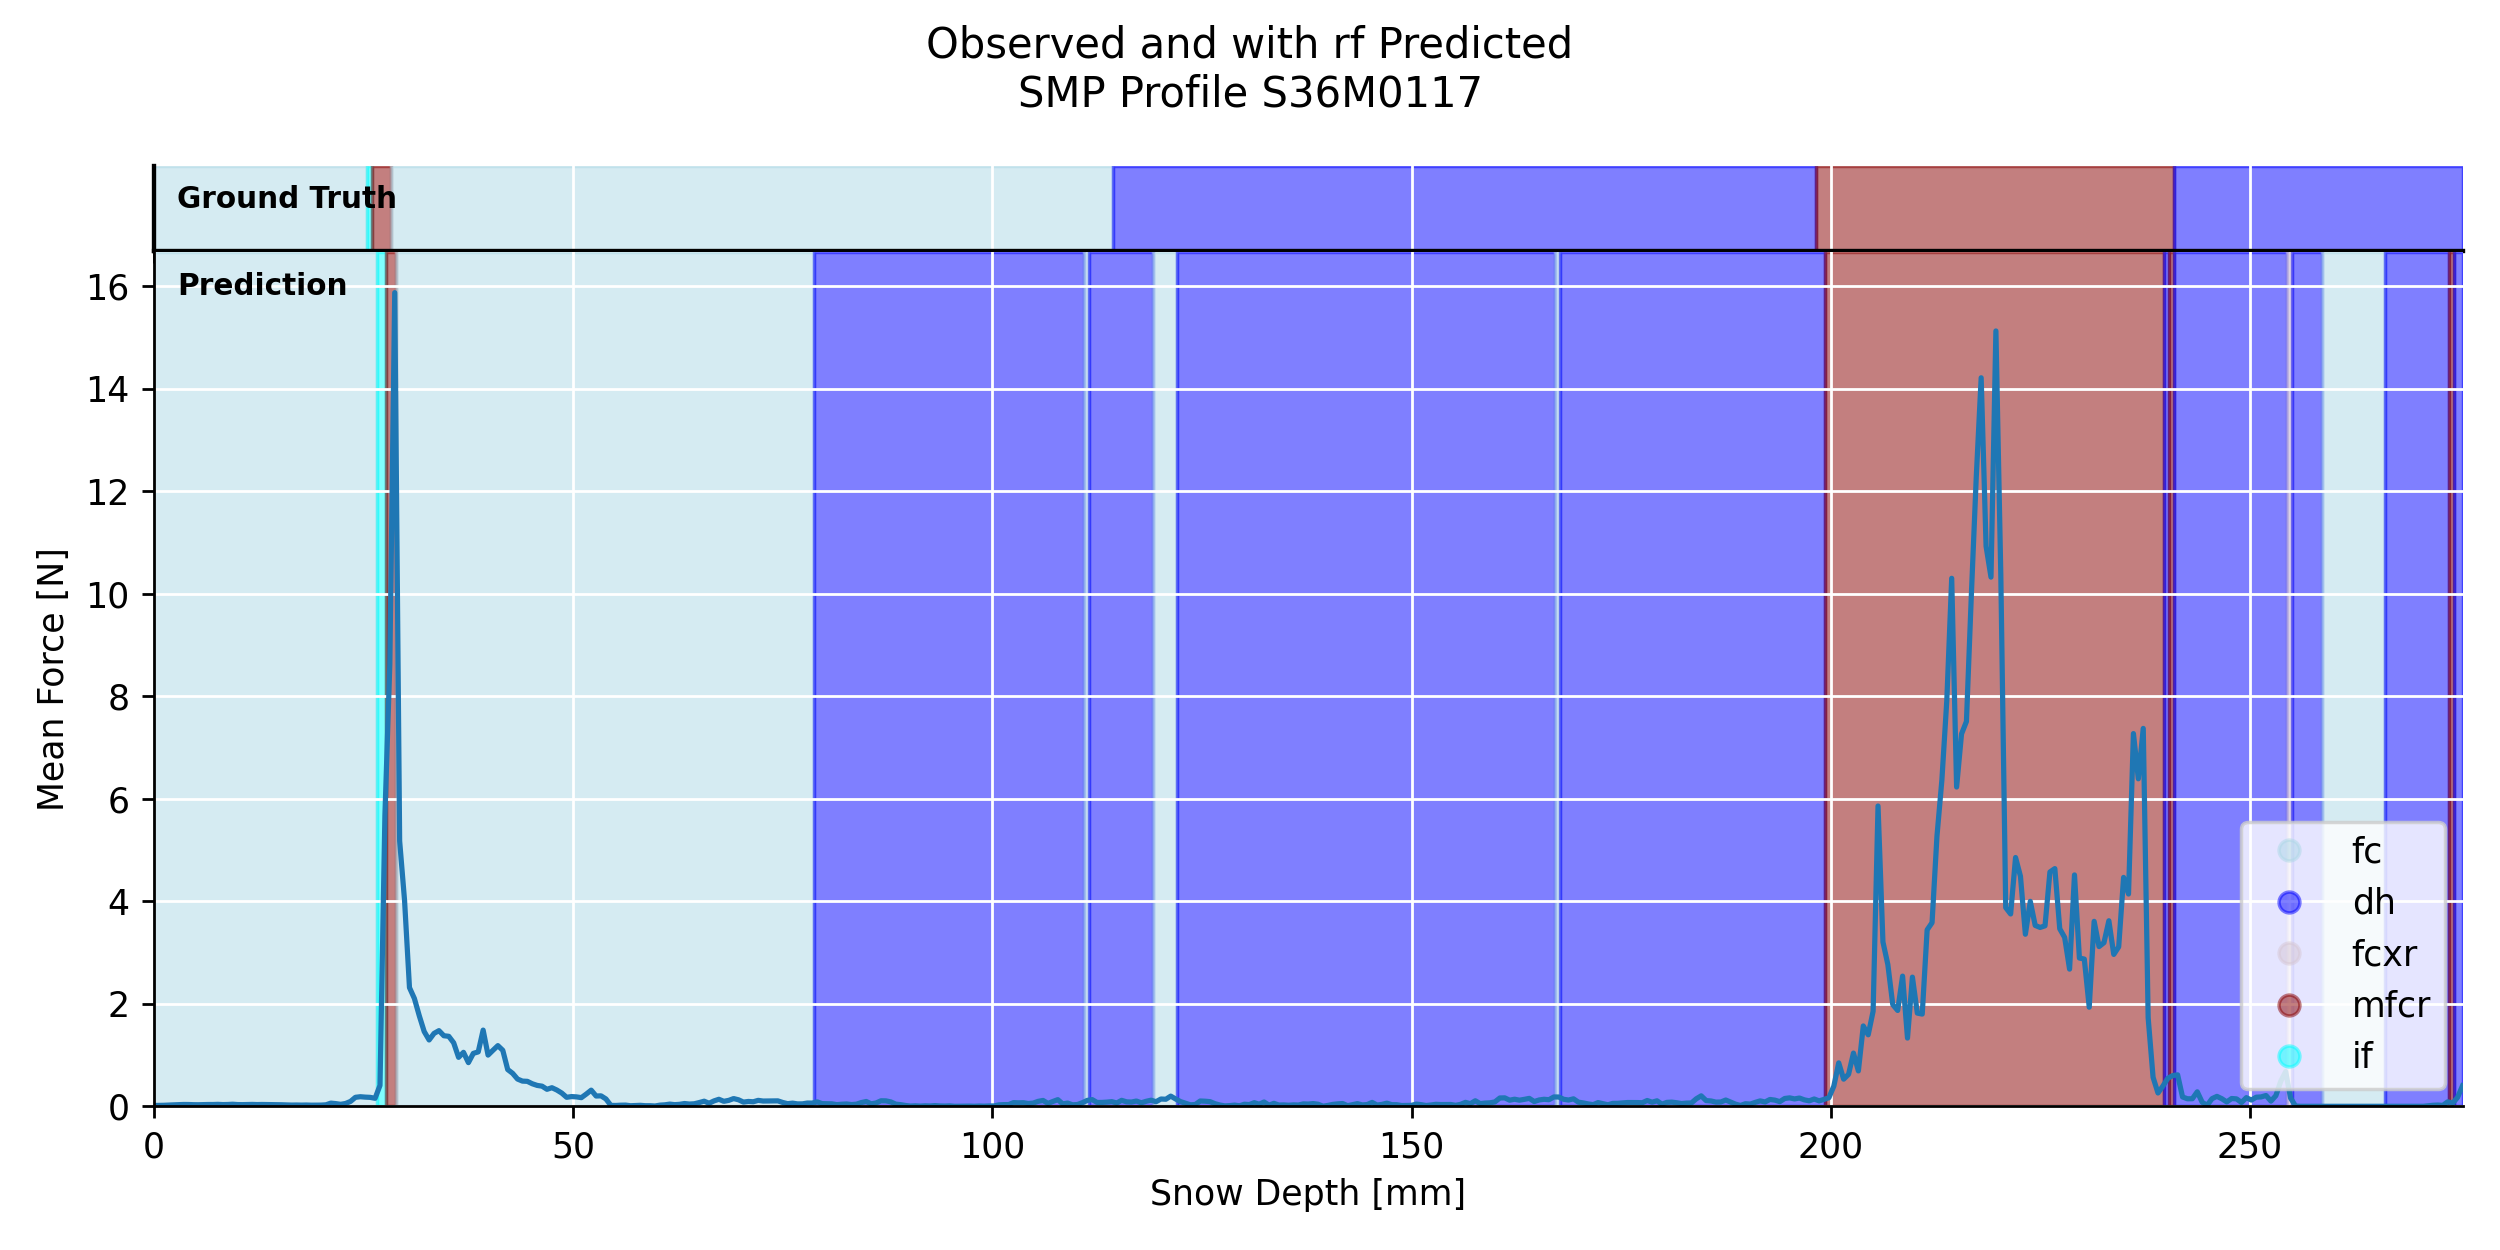 Observed and with rf Predicted
SMP Profile S36M0117
Ground Truth
Prediction
16
14
12
10
8
6
4
2
0
Mean Force [N]
fc
dh
fcxr
mfcr
if
0 50 100 150 200 250
Snow Depth [mm]